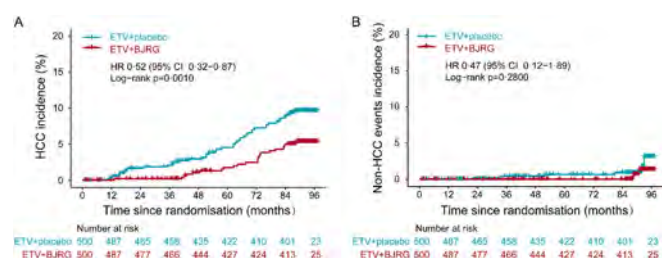 A
ETV+placebo
ETV+BJRG
HR 0·52 (95% CI 0·32−0·87)
Log−rank p=0·0010
HCC incidence (%)
20
15
10
5
0
0 12 24 36 48 60 72 84 96
Time since randomisation (months)
Number at risk
ETV+placebo 500 487 465 458 435 422 410 401 23
ETV+BJRG 500 487 477 466 444 427 424 413 25
B
ETV+placebo
ETV+BJRG
HR 0·47 (95% CI 0·12−1·89)
Log−rank p=0·2800
Non−HCC events incidence (%)
20
15
10
5
0
0 12 24 36 48 60 72 84 96
Time since randomisation (months)
Number at risk
ETV+placebo 500 487 465 458 435 422 410 401 23
ETV+BJRG 500 487 477 466 444 427 424 413 25